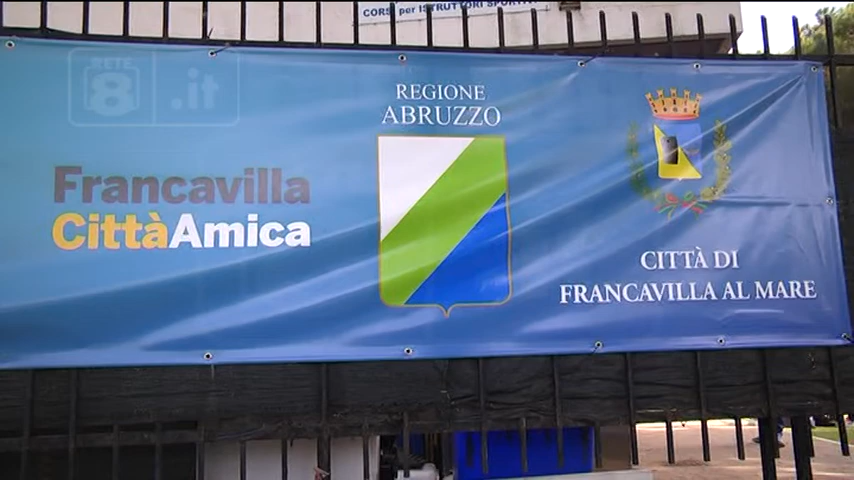 CORSI per ISTRUTTORI SPORTIVI
RETE
8 .it
REGIONE
ABRUZZO
Francavilla
CittàAmica
CITTÀ DI
FRANCAVILLA AL MARE